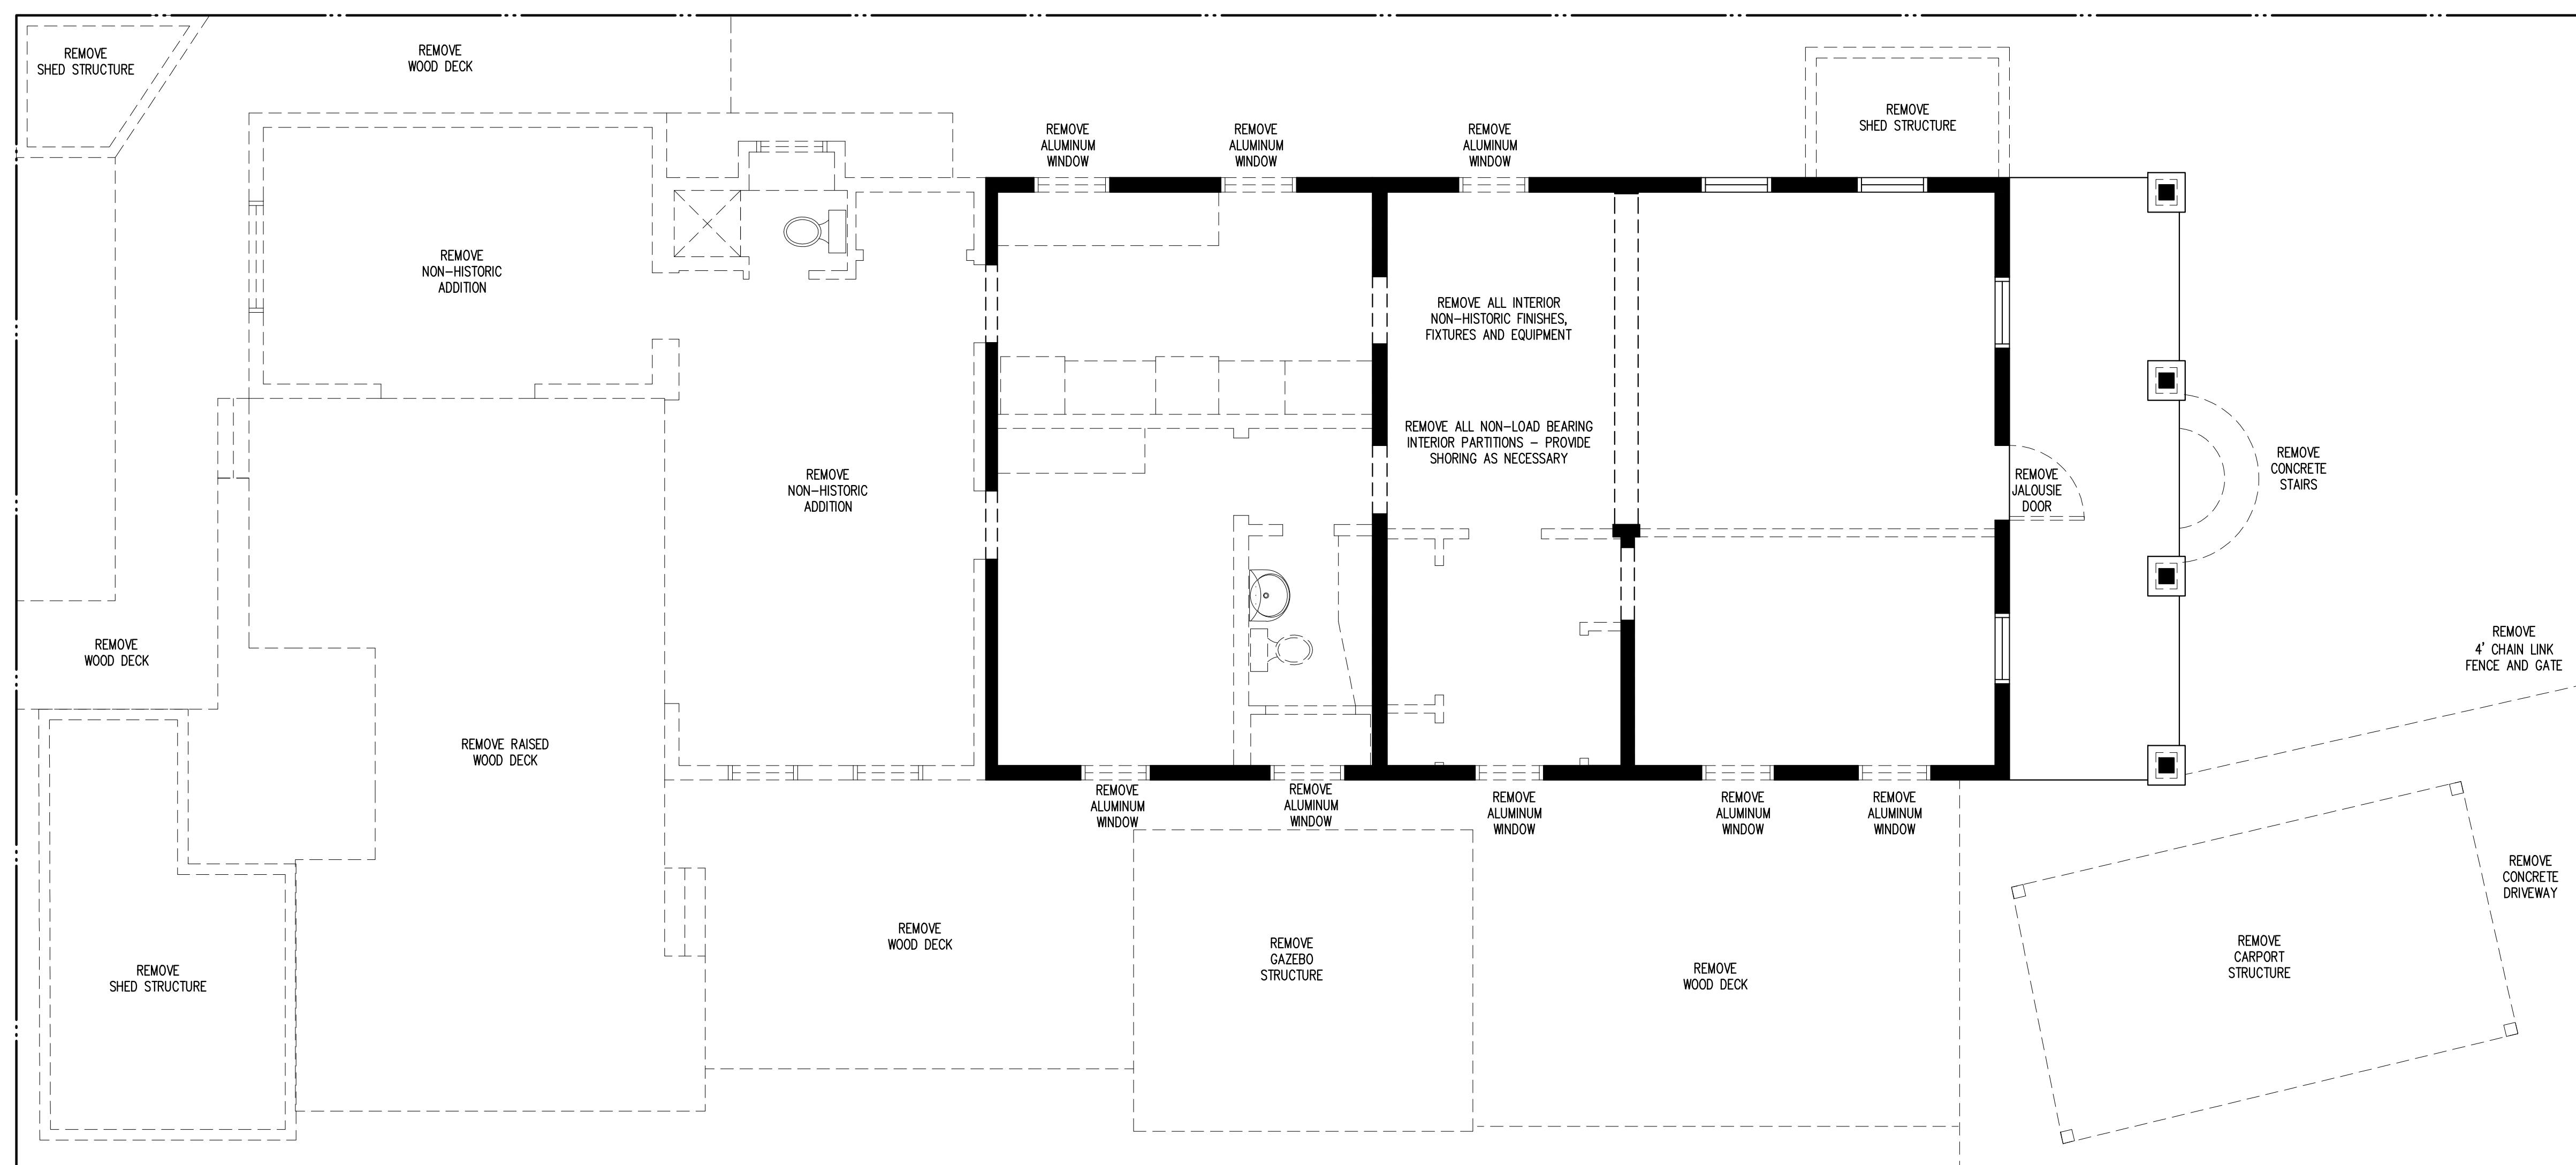 REMOVE
SHED STRUCTURE
REMOVE
WOOD DECK
REMOVE
SHED STRUCTURE
REMOVE
ALUMINUM
WINDOW
REMOVE
ALUMINUM
WINDOW
REMOVE
ALUMINUM
WINDOW
REMOVE
NON-HISTORIC
ADDITION
REMOVE ALL INTERIOR
NON-HISTORIC FINISHES,
FIXTURES AND EQUIPMENT
REMOVE ALL NON-LOAD BEARING
INTERIOR PARTITIONS - PROVIDE
SHORING AS NECESSARY
REMOVE
NON-HISTORIC
ADDITION
REMOVE
JALOUSIE
DOOR
REMOVE
CONCRETE
STAIRS
REMOVE
WOOD DECK
REMOVE
4' CHAIN LINK
FENCE AND GATE
REMOVE RAISED
WOOD DECK
REMOVE
ALUMINUM
WINDOW
REMOVE
ALUMINUM
WINDOW
REMOVE
ALUMINUM
WINDOW
REMOVE
ALUMINUM
WINDOW
REMOVE
ALUMINUM
WINDOW
REMOVE
CONCRETE
DRIVEWAY
REMOVE
SHED STRUCTURE
REMOVE
WOOD DECK
REMOVE
GAZEBO
STRUCTURE
REMOVE
WOOD DECK
REMOVE
CARPORT
STRUCTURE